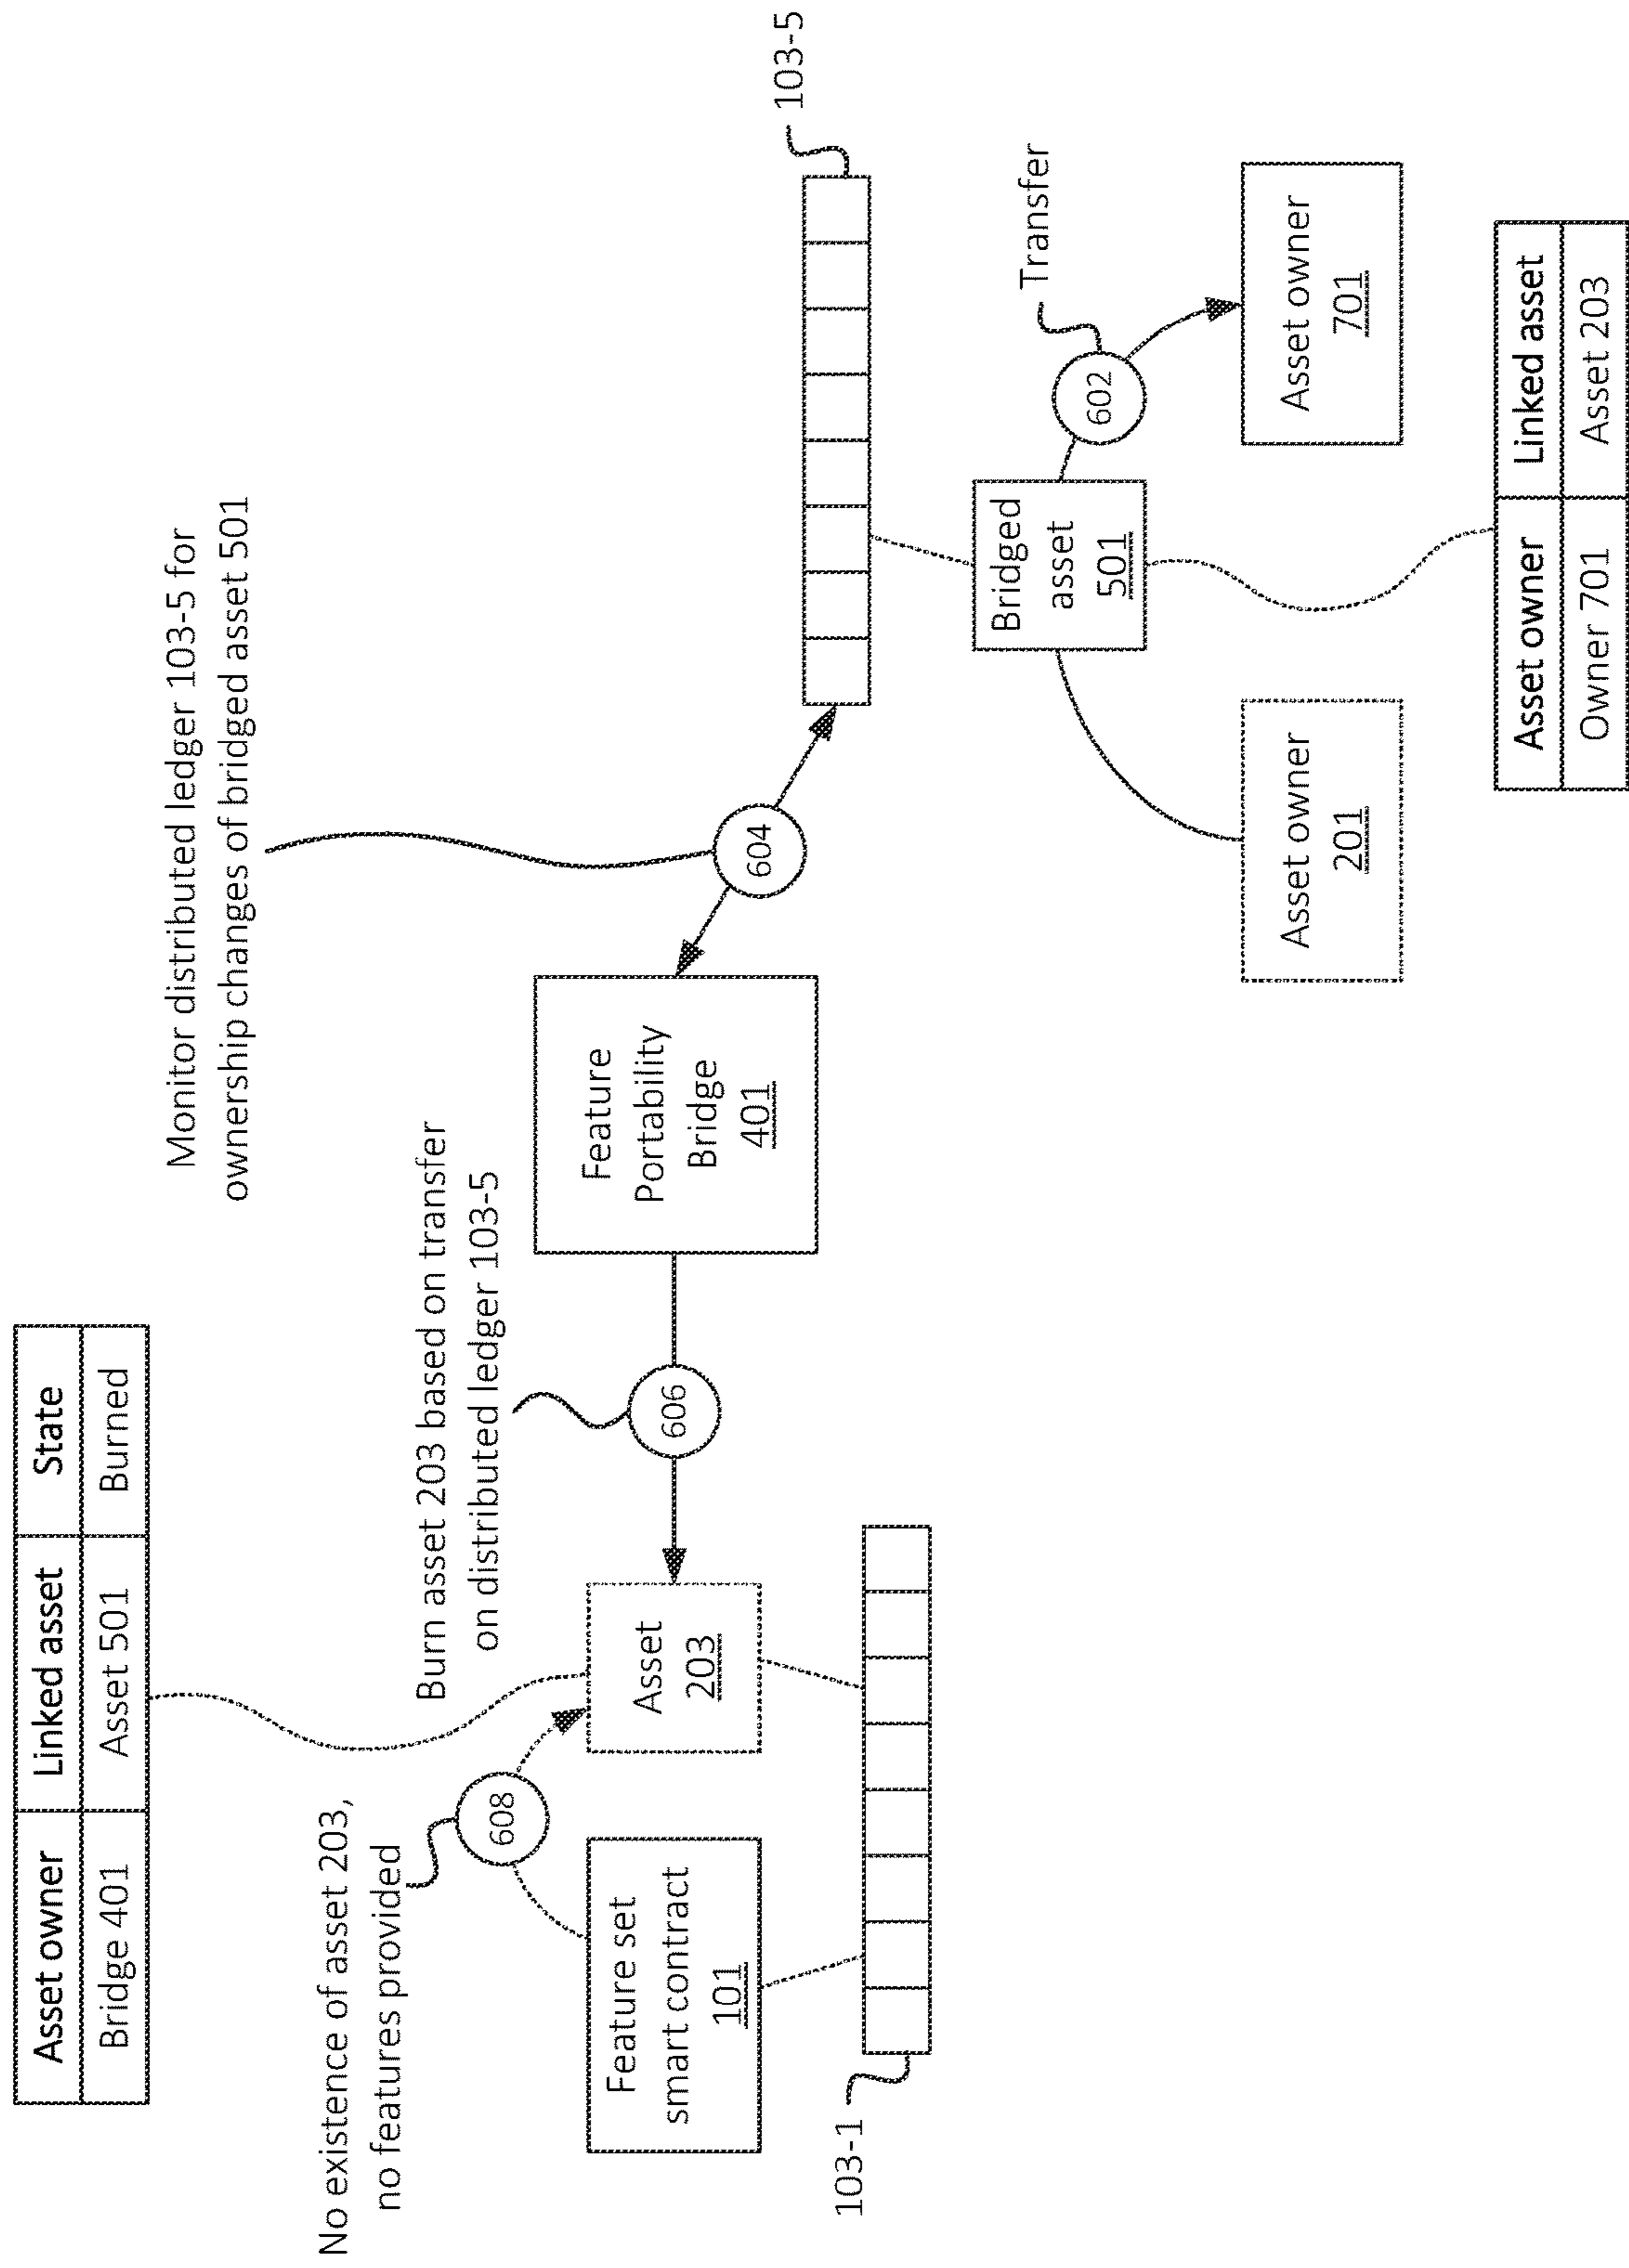 Asset owner Linked asset State
Bridge 401 Asset 501 Burned
Monitor distributed ledger 103-5 for
ownership changes of bridged asset 501
No existence of asset 203,
no features provided
608
Burn asset 203 based on transfer
on distributed ledger 103-5
606
604
Feature set
smart contract
101
Asset
203
Feature
Portability
Bridge
401
103-1
103-5
Bridged
asset
501
Transfer
602
Asset owner
201
Asset owner
701
Asset owner Linked asset
Owner 701 Asset 203